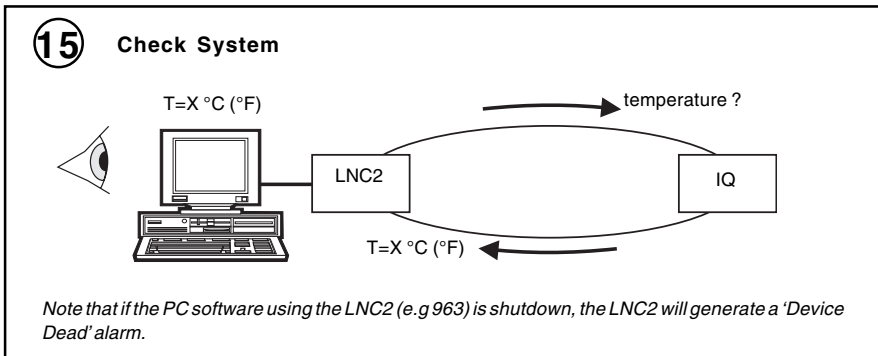 15 Check System
T=X °C (°F)
temperature ?
LNC2
IQ
T=X °C (°F)
Note that if the PC software using the LNC2 (e.g 963) is shutdown, the LNC2 will generate a ‘Device
Dead’ alarm.